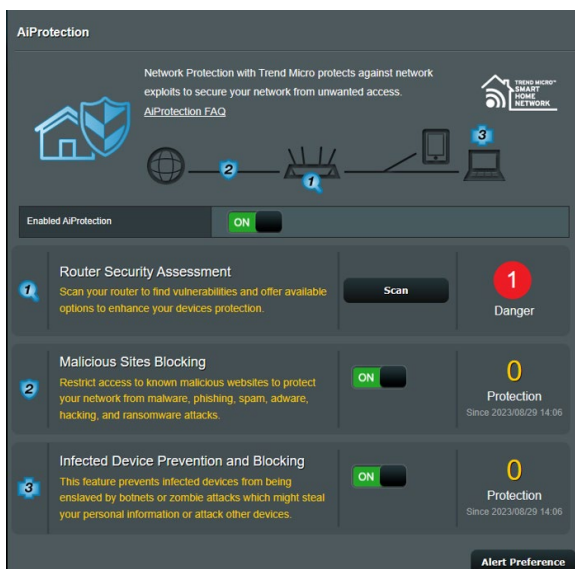 AiProtection
Network Protection with Trend Micro protects against network
exploits to secure your network from unwanted access.
AiProtection FAQ
TREND MICRO™
SMART
HOME
NETWORK
3
2
1
Enabled AiProtection
ON
1
Router Security Assessment
Scan your router to find vulnerabilities and offer available
options to enhance your devices protection.
Scan
1
Danger
2
Malicious Sites Blocking
Restrict access to known malicious websites to protect
your network from malware, phishing, spam, adware,
hacking, and ransomware attacks.
ON
0
Protection
Since 2023/08/29 14:06
3
Infected Device Prevention and Blocking
This feature prevents infected devices from being
enslaved by botnets or zombie attacks which might steal
your personal information or attack other devices.
ON
0
Protection
Since 2023/08/29 14:06
Alert Preference